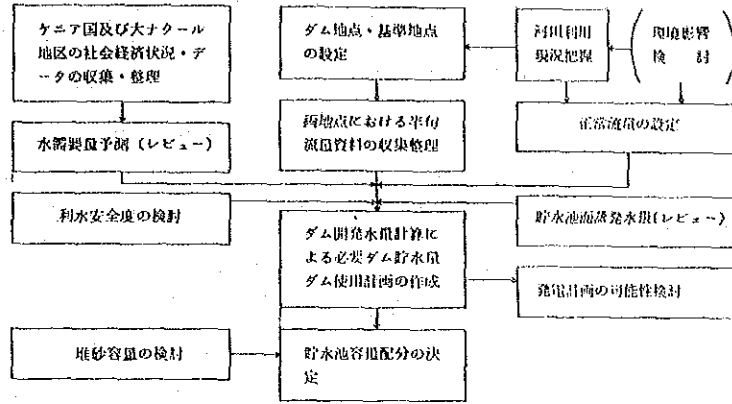 ケニア国及び大ナクール
地区の社会経済状況・デ
ータの収集・整理
ダム地点・基準地点
の設定
河川利用
現況把握
環境影響
検討
水需要量予測(レビュー)
両地点における半旬
流量資料の収集整理
正常流量の設定
利水安全度の検討
ダム開発水量計算に
よる必要ダム貯水量
ダム使用計画の作成
貯水池面蒸発水量(レビュー)
発電計画の可能性検討
堆砂容量の検討
貯水池容量配分の決
定